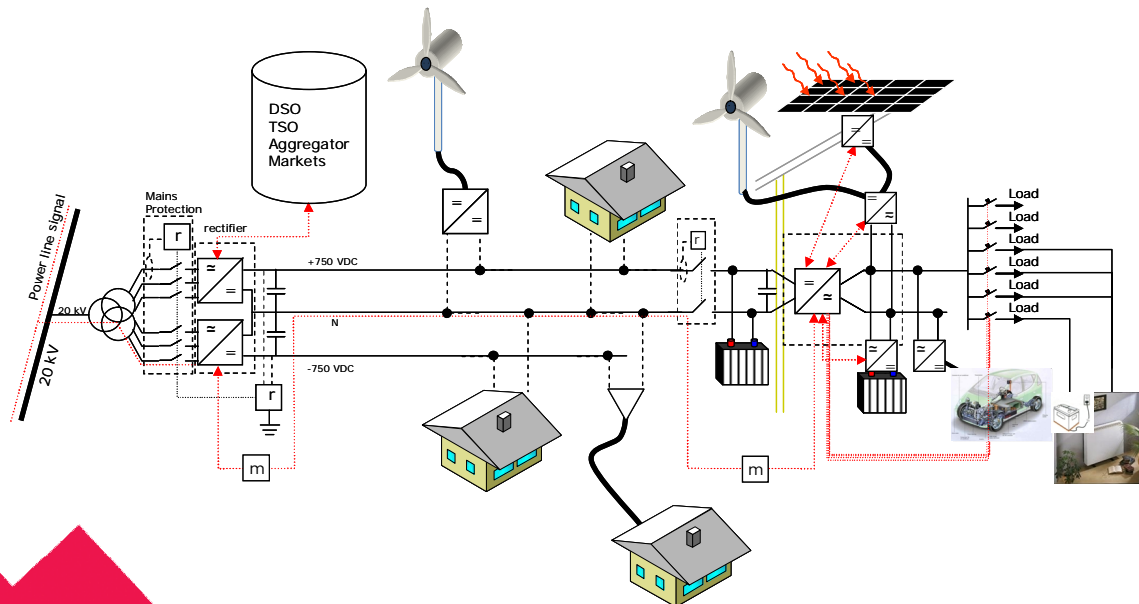 DSO
TSO
Aggregator
Markets
Mains
Protection
r
rectifier
Power line signal
20 kV
20 kV
+750 VDC
N
-750 VDC
r
m
r
m
Load
Load
Load
Load
Load
Load